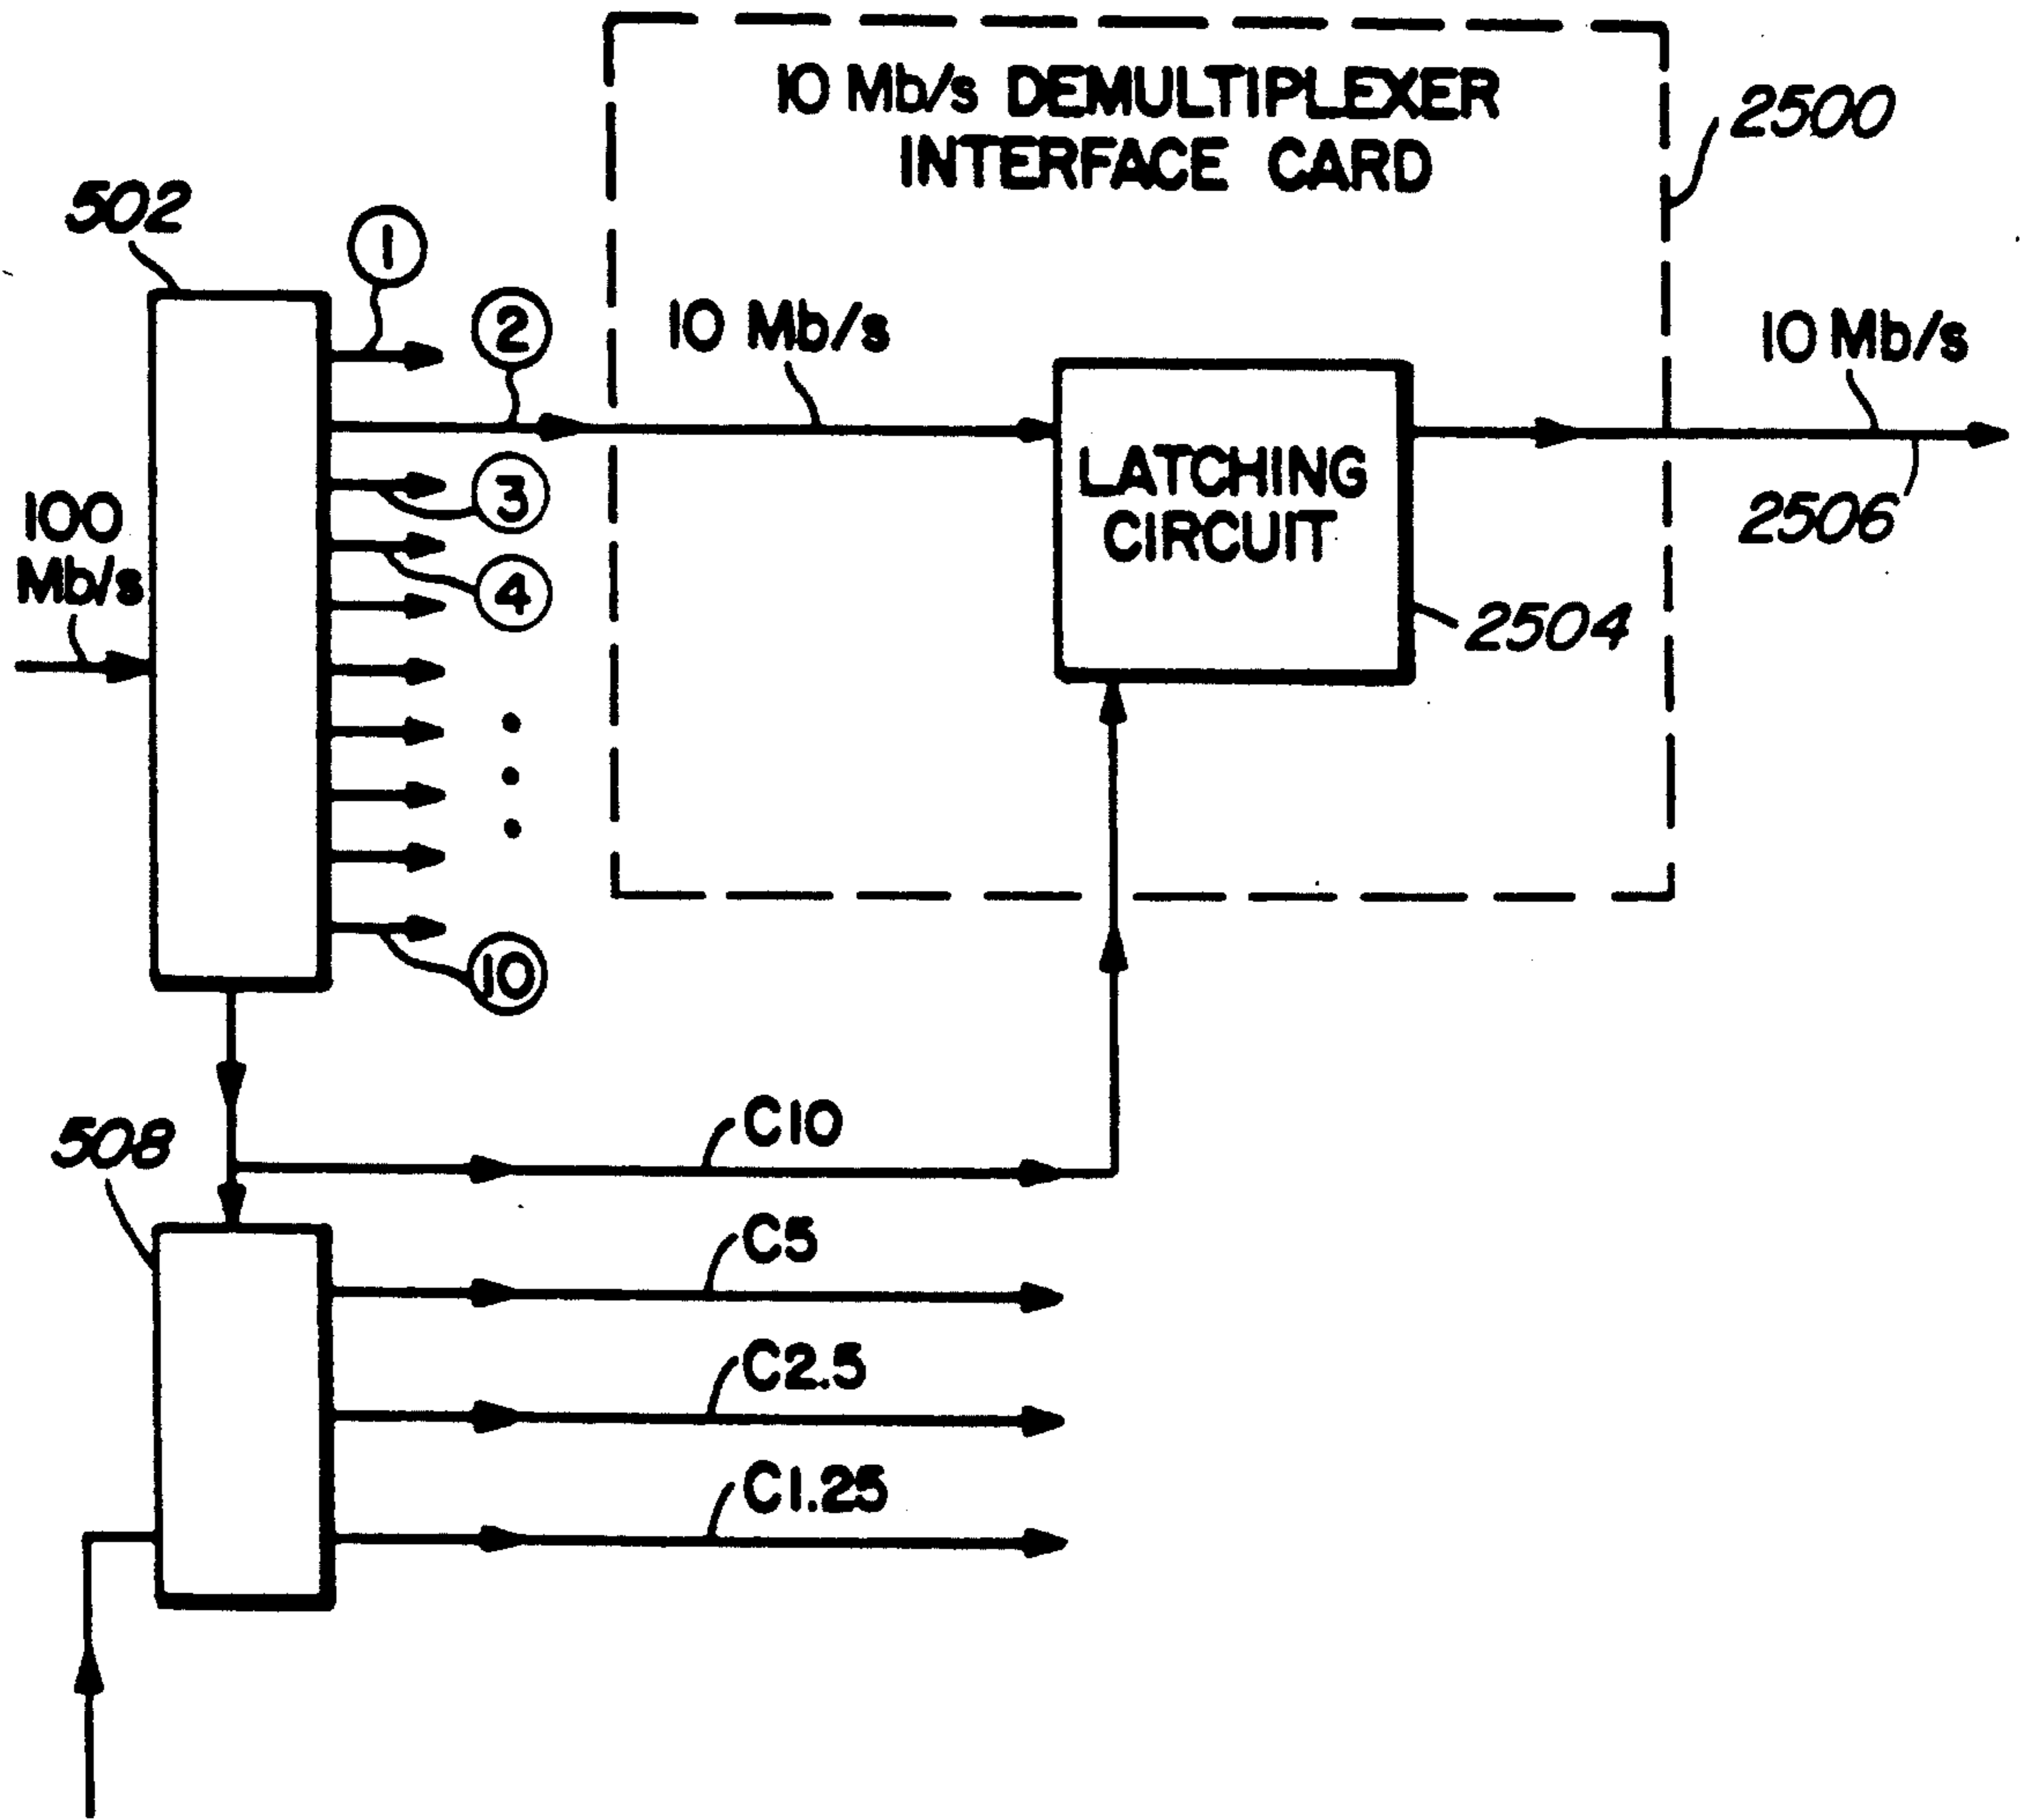 10 Mb/s DEMULTIPLEXER
INTERFACE CARD
2500
502
1
2
10 Mb/s
10 Mb/s
LATCHING
CIRCUIT
3
100
Mb/s
2506
4
2504
10
C10
508
C5
C2.5
C1.25